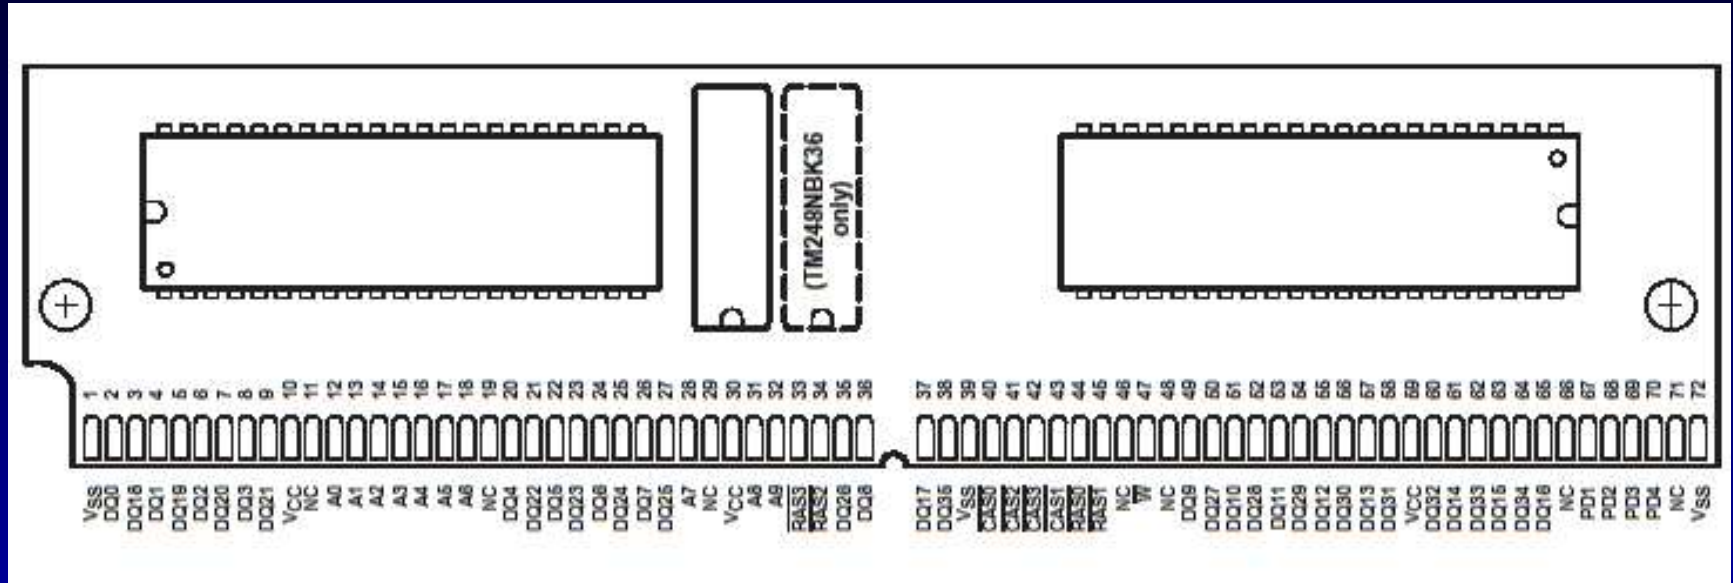 (TM248NBK36
only)
1 2 3 4 5 6 7 8 9 10 11 12 13 14 15 16 17 18 19 20 21 22 23 24 25 26 27 28 29 30 31 32 33 34 35 36 37 38 39 40 41 42 43 44 45 46 47 48 49 50 51 52 53 54 55 56 57 58 59 60 61 62 63 64 65 66 67 68 69 70 71 72
VSS DQ0 DQ18 DQ1 DQ19 DQ2 DQ20 DQ3 DQ21 VCC NC A0 A1 A2 A3 A4 A5 A6 NC DQ4 DQ22 DQ5 DQ23 DQ6 DQ24 DQ7 DQ25 A7 NC VCC A8 A9 RAS3 RAS2 DQ26 DQ8 DQ17 DQ35 VSS CAS0 CAS2 CAS3 CAS1 RAS0 RAS1 NC W NC DQ9 DQ27 DQ10 DQ28 DQ11 DQ29 DQ12 DQ30 DQ13 DQ31 VCC DQ32 DQ14 DQ33 DQ15 DQ34 DQ16 NC PD1 PD2 PD3 PD4 NC VSS